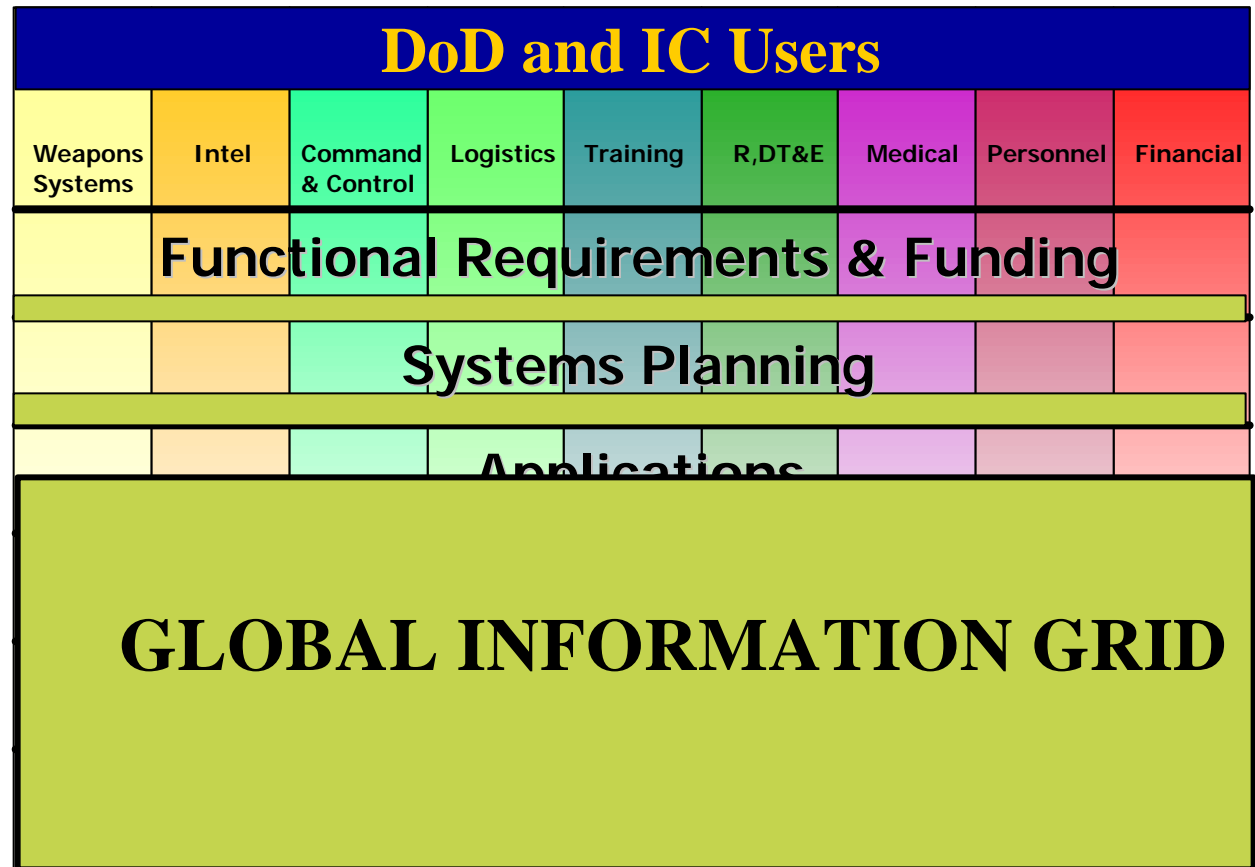 DoD and IC Users
Weapons Systems
Intel
Command & Control
Logistics
Training
R,DT&E
Medical
Personnel
Financial
Functional Requirements & Funding
Systems Planning
Applications
GLOBAL INFORMATION GRID